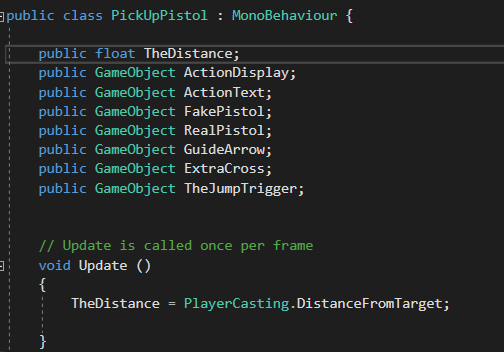 public class PickUpPistol : MonoBehaviour {
public float TheDistance;
public GameObject ActionDisplay;
public GameObject ActionText;
public GameObject FakePistol;
public GameObject RealPistol;
public GameObject GuideArrow;
public GameObject ExtraCross;
public GameObject TheJumpTrigger;
// Update is called once per frame
void Update ()
{
TheDistance = PlayerCasting.DistanceFromTarget;
}